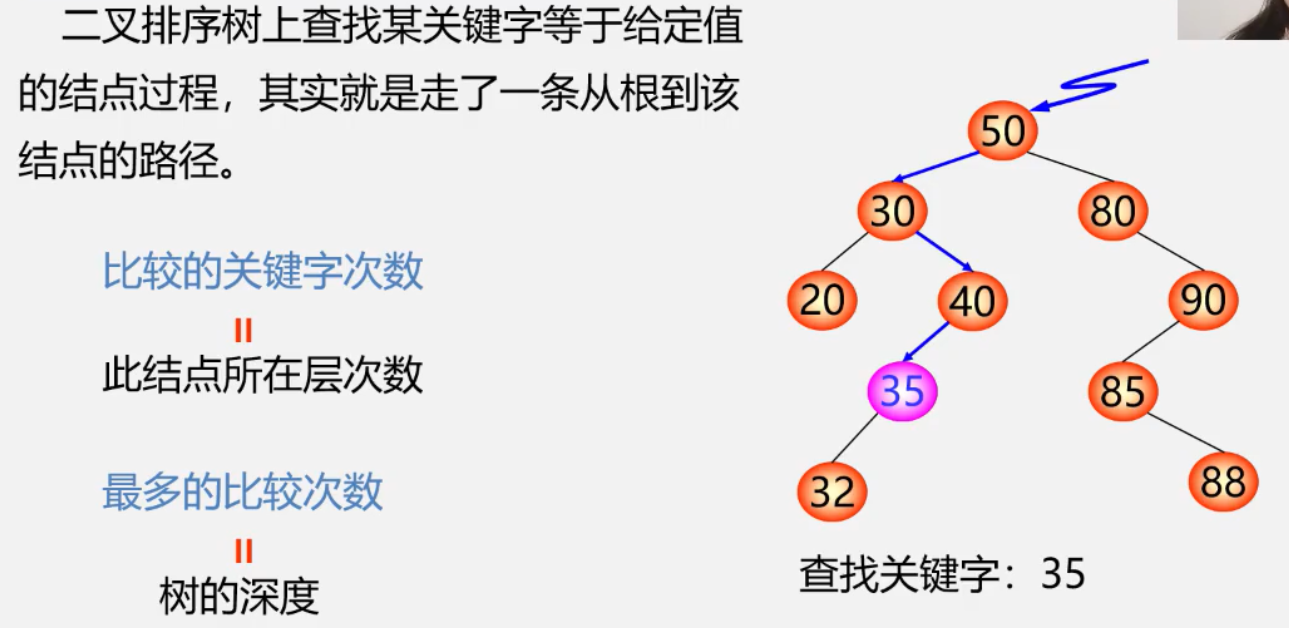 二叉排序树上查找某关键字等于给定值
的结点过程，其实就是走了一条从根到该
结点的路径。
比较的关键字次数
=
此结点所在层次数
最多的比较次数
=
树的深度
50
30
80
20
40
90
35
85
32
88
查找关键字：35